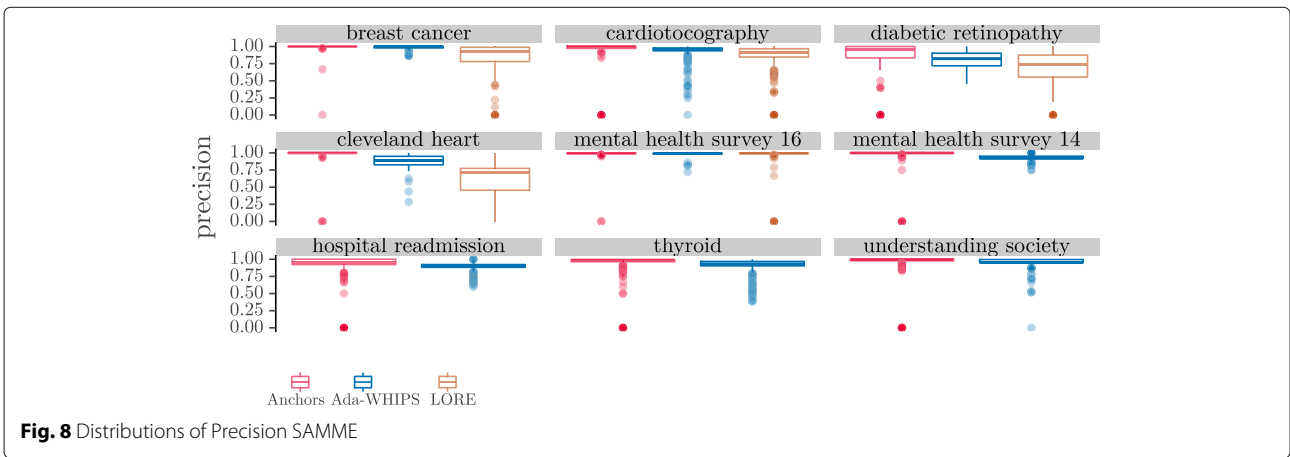 breast cancer cardiotocography diabetic retinopathy
1.00
0.75
0.50
0.25
0.00
cleveland heart mental health survey 16 mental health survey 14
1.00
0.75
0.50
0.25
0.00
precision
hospital readmission thyroid understanding society
1.00
0.75
0.50
0.25
0.00
Anchors Ada-WHIPS LORE
Fig. 8 Distributions of Precision SAMME